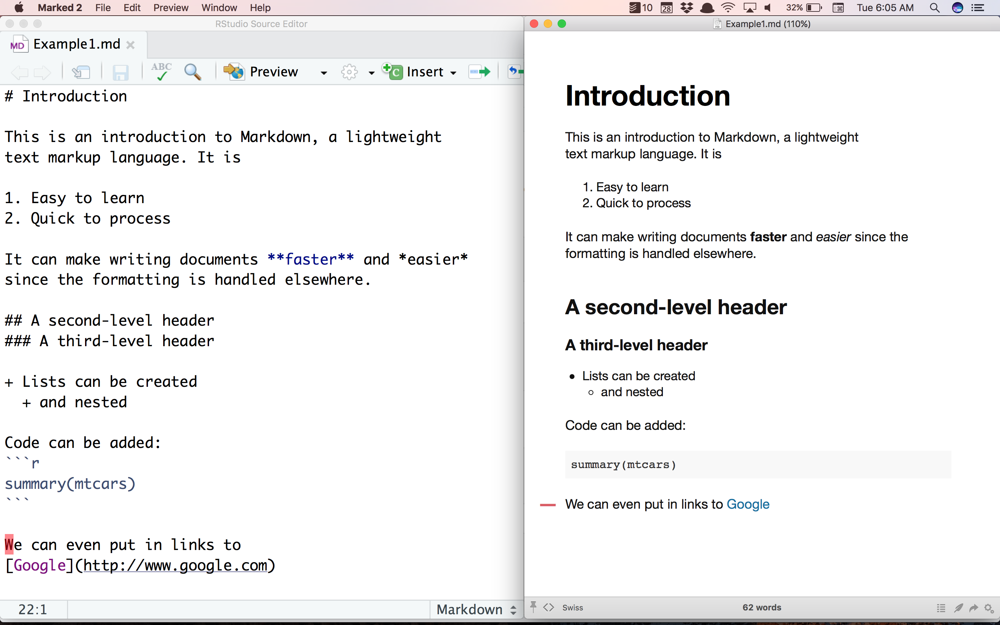 Marked 2 File Edit Preview Window Help 10 28 32% Tue 6:05 AM
RStudio Source Editor
MD Example1.md
ABC Preview C Insert
# Introduction
This is an introduction to Markdown, a lightweight
text markup language. It is
1. Easy to learn
2. Quick to process
It can make writing documents **faster** and *easier*
since the formatting is handled elsewhere.
## A second-level header
### A third-level header
+ Lists can be created
+ and nested
Code can be added:
```r
summary(mtcars)
```
We can even put in links to
[Google](http://www.google.com)
22:1 Markdown
Example1.md (110%)
Introduction
This is an introduction to Markdown, a lightweight
text markup language. It is
1. Easy to learn
2. Quick to process
It can make writing documents faster and easier since the
formatting is handled elsewhere.
A second-level header
A third-level header
• Lists can be created
◦ and nested
Code can be added:
summary(mtcars)
We can even put in links to Google
Swiss 62 words